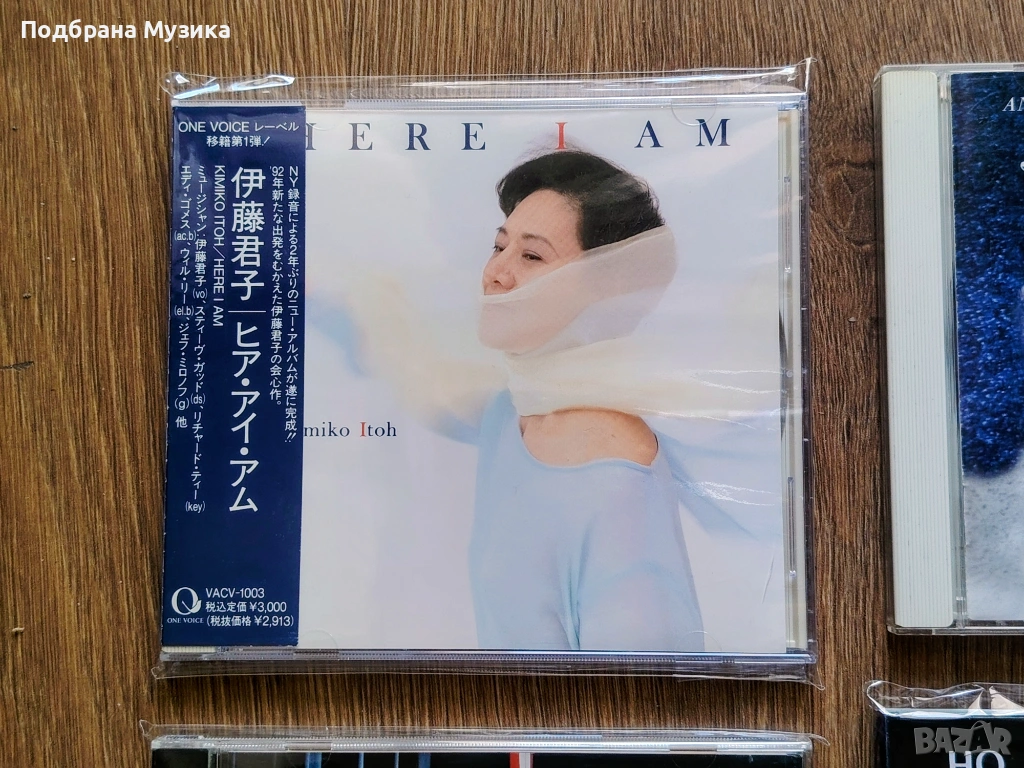 Подбрана Музика
ONE VOICE レーベル
移籍第1弾!
HERE I AM
NY録音による2年ぶりのニュー・アルバムが遂に完成!!
'92年新たな出発をむかえた伊藤君子の会心作。
伊藤君子|ヒア・アイ・アム
KIMIKO ITOH/HERE I AM
ミュージシャン:伊藤君子(vo)、スティーヴ・ガッド(ds)、リチャード・ティー(key)
エディ・ゴメス(ac.b)、ウィル・リー(el.b)、ジェフ・ミロノフ(g) 他
miko Itoh
VACV-1003
税込定価¥3,000
(税抜価格¥2,913)
ONE VOICE
AN
HO
BAZAR